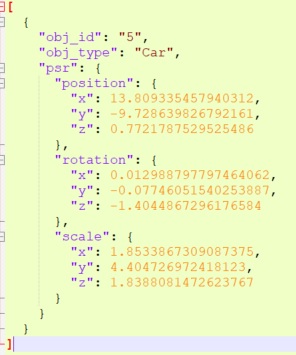 [
  {
    "obj_id": "5",
    "obj_type": "Car",
    "psr": {
      "position": {
        "x": 13.809335457940312,
        "y": -9.728639826792161,
        "z": 0.7721787529525486
      },
      "rotation": {
        "x": 0.012988797797464062,
        "y": -0.07746051540253887,
        "z": -1.4044867296176584
      },
      "scale": {
        "x": 1.8533867309087375,
        "y": 4.404726972418123,
        "z": 1.8388081472623767
      }
    }
  }
]